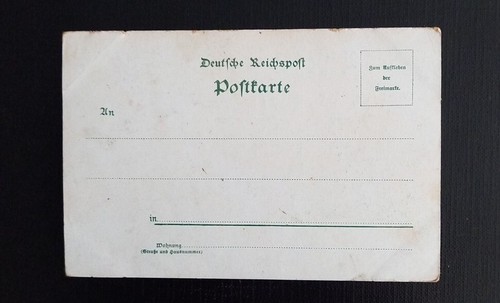 Deutsche Reichspost
Postkarte
Zum Aufkleben
der
Freimarke.
An
in
Wohnung
(Straße und Hausnummer)